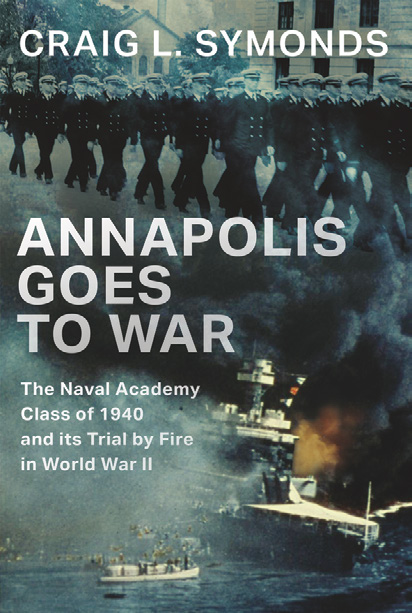 CRAIG L. SYMONDS
ANNAPOLIS
GOES
TO WAR
The Naval Academy
Class of 1940
and its Trial by Fire
in World War II